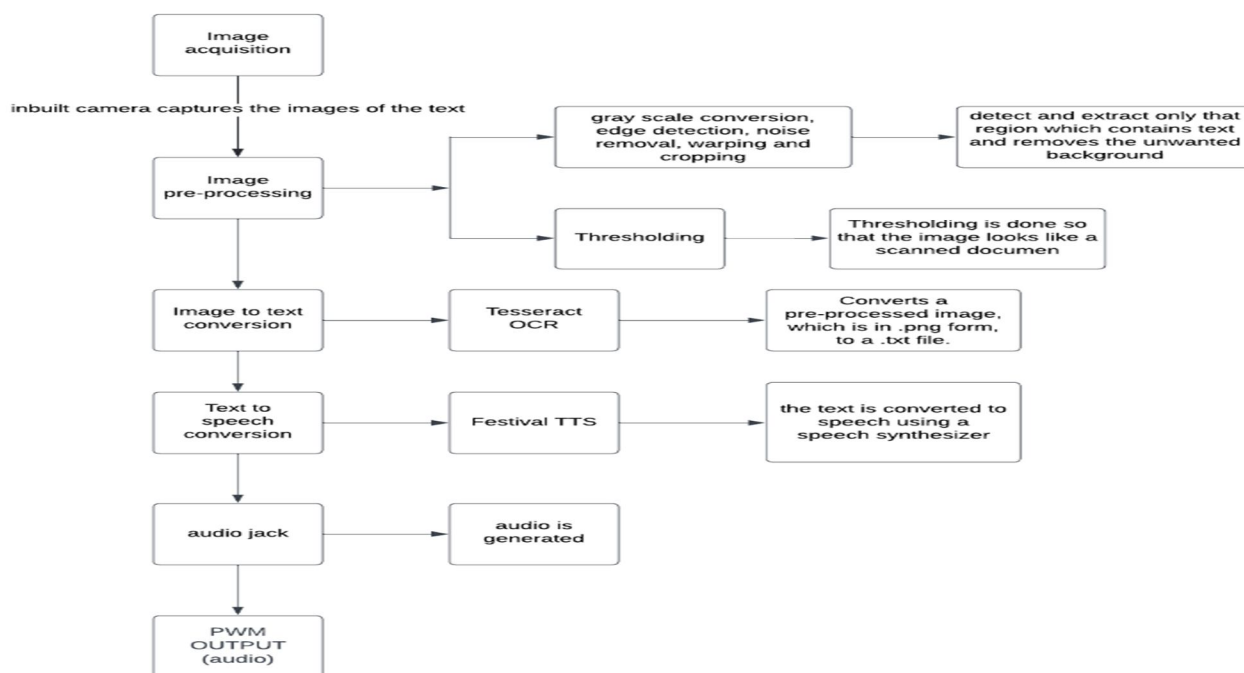 Image
acquisition
inbuilt camera captures the images of the text
Image
pre-processing
gray scale conversion,
edge detection, noise
removal, warping and
cropping
detect and extract only that
region which contains text
and removes the unwanted
background
Thresholding
Thresholding is done so
that the image looks like a
scanned documen
Image to text
conversion
Tesseract
OCR
Converts a
pre-processed image,
which is in .png form,
to a .txt file.
Text to
speech
conversion
Festival TTS
the text is converted to
speech using a
speech synthesizer
audio jack
audio is
generated
PWM
OUTPUT
(audio)